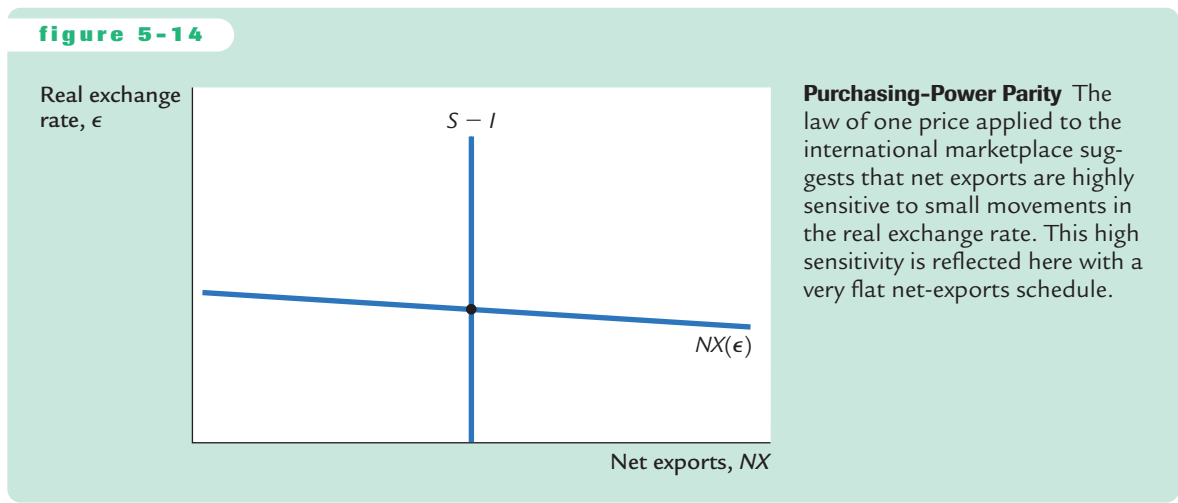 figure 5-14
Real exchange
rate, ϵ
S − I
NX(ϵ)
Net exports, NX
Purchasing-Power Parity The
law of one price applied to the
international marketplace sug-
gests that net exports are highly
sensitive to small movements in
the real exchange rate. This high
sensitivity is reflected here with a
very flat net-exports schedule.